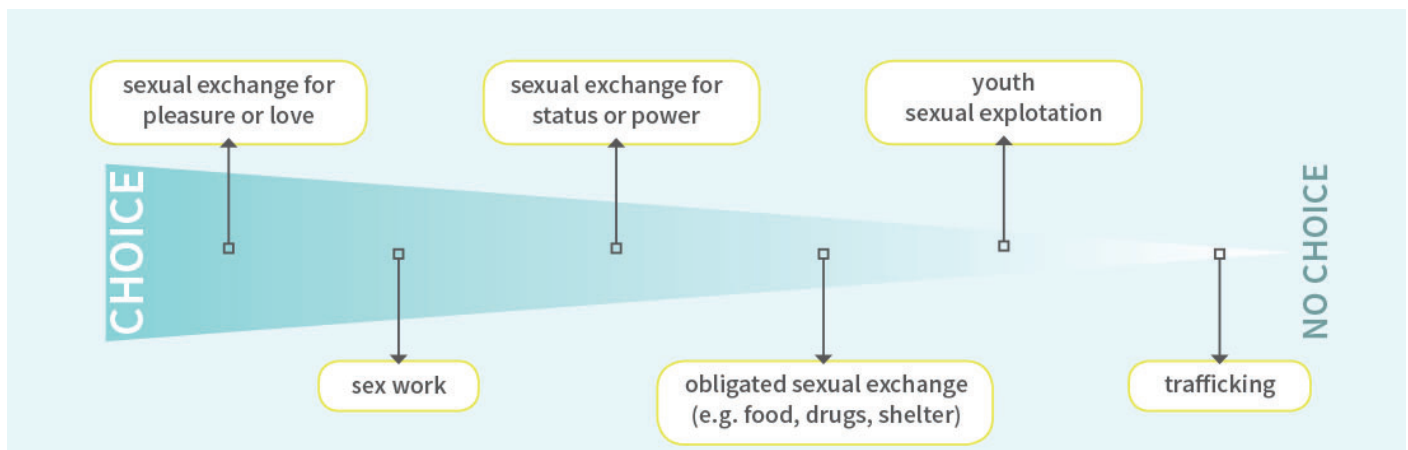 sexual exchange for
pleasure or love
sexual exchange for
status or power
youth
sexual explotation
CHOICE
NO CHOICE
sex work
obligated sexual exchange
(e.g. food, drugs, shelter)
trafficking